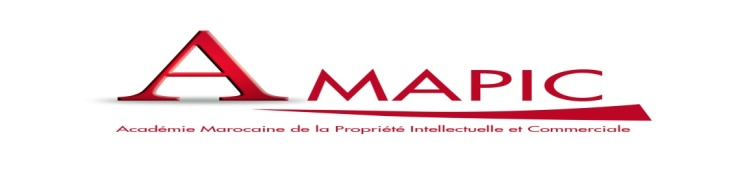 AMAPIC
Académie Marocaine de la Propriété Intellectuelle et Commerciale